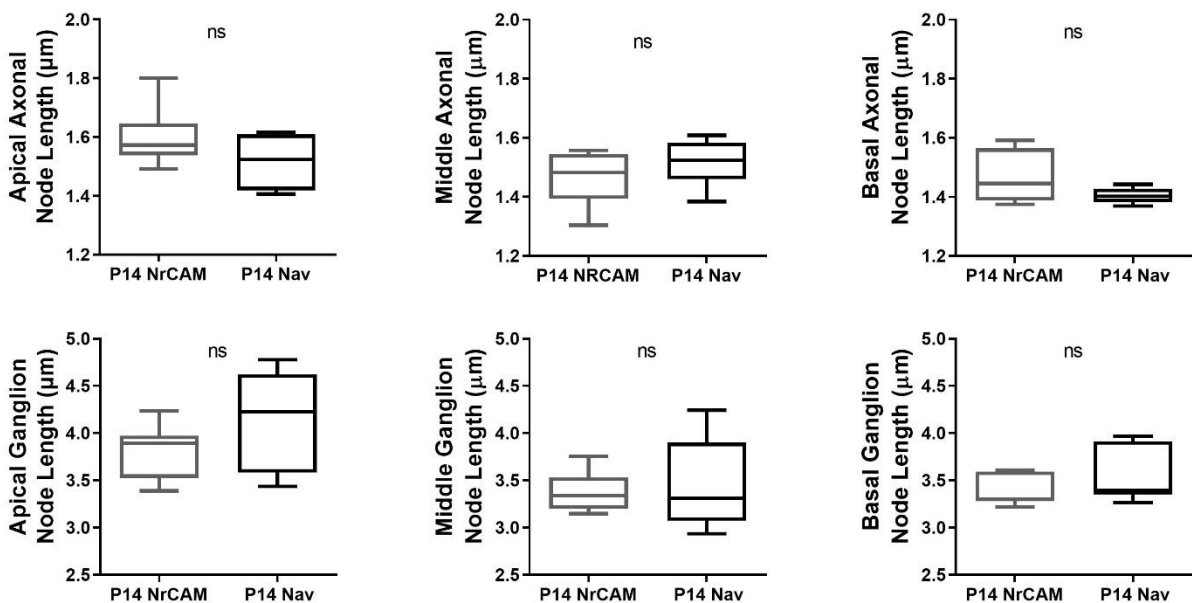 Apical Axonal
Node Length (µm)
2.0
1.8
1.6
1.4
1.2
ns
P14 NrCAM
P14 Nav
Middle Axonal
Node Length (µm)
2.0
1.8
1.6
1.4
1.2
ns
P14 NRCAM
P14 Nav
Basal Axonal
Node Length (µm)
2.0
1.8
1.6
1.4
1.2
ns
P14 NrCAM
P14 Nav
Apical Ganglion
Node Length (µm)
5.0
4.5
4.0
3.5
3.0
2.5
ns
P14 NrCAM
P14 Nav
Middle Ganglion
Node Length (µm)
5.0
4.5
4.0
3.5
3.0
2.5
ns
P14 NrCAM
P14 Nav
Basal Ganglion
Node Length (µm)
5.0
4.5
4.0
3.5
3.0
2.5
ns
P14 NrCAM
P14 Nav